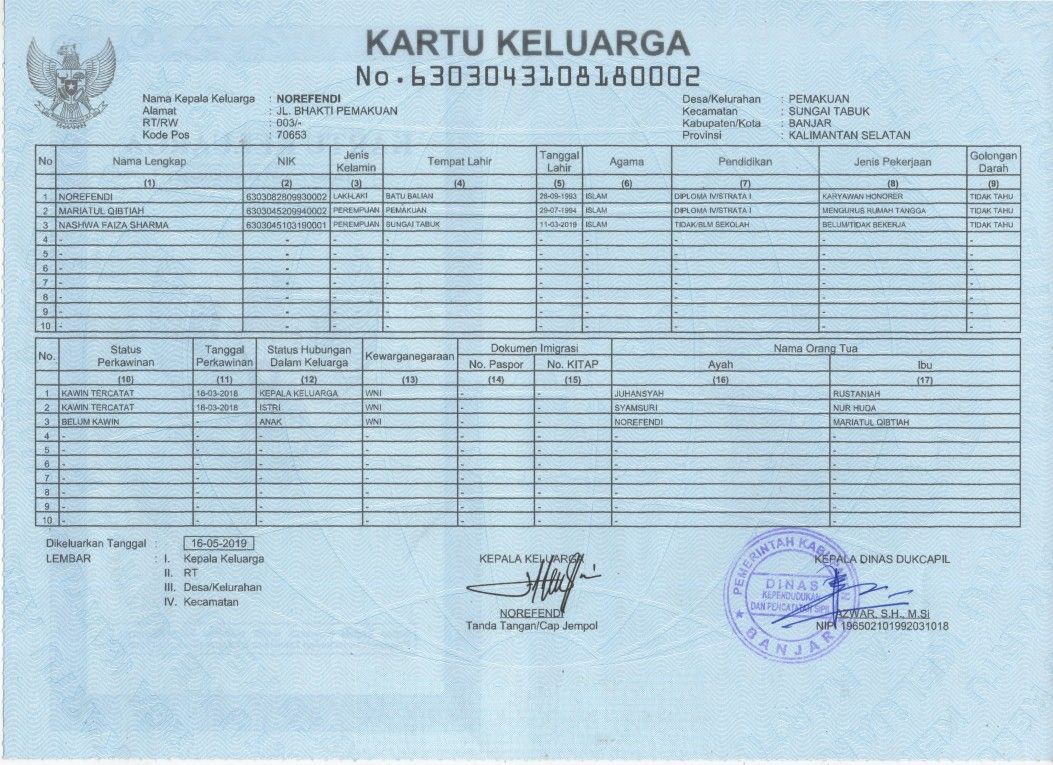 KARTU KELUARGA
No.6303043108180002
Nama Kepala Keluarga : NOREFENDI
Alamat : JL. BHAKTI PEMAKUAN
RT/RW : 003/-
Kode Pos : 70653
Desa/Kelurahan : PEMAKUAN
Kecamatan : SUNGAI TABUK
Kabupaten/Kota : BANJAR
Provinsi : KALIMANTAN SELATAN
No Nama Lengkap NIK Jenis Kelamin Tempat Lahir Tanggal Lahir Agama Pendidikan Jenis Pekerjaan Golongan Darah
(1) (2) (3) (4) (5) (6) (7) (8) (9)
1 NOREFENDI 6303082809930002 LAKI-LAKI BATU BALIAN 28-09-1993 ISLAM DIPLOMA IV/STRATA I KARYAWAN HONORER TIDAK TAHU
2 MARIATUL QIBTIAH 6303045209940002 PEREMPUAN PEMAKUAN 29-07-1994 ISLAM DIPLOMA IV/STRATA I MENGURUS RUMAH TANGGA TIDAK TAHU
3 NASHWA FAIZA SHARMA 6303045103190001 PEREMPUAN SUNGAI TABUK 11-03-2019 ISLAM TIDAK/BLM SEKOLAH BELUM/TIDAK BEKERJA TIDAK TAHU
4 - - - - - - - - -
5 - - - - - - - - -
6 - - - - - - - - -
7 - - - - - - - - -
8 - - - - - - - - -
9 - - - - - - - - -
10 - - - - - - - - -
No. Status Perkawinan Tanggal Perkawinan Status Hubungan Dalam Keluarga Kewarganegaraan Dokumen Imigrasi Nama Orang Tua
No. Paspor No. KITAP Ayah Ibu
(10) (11) (12) (13) (14) (15) (16) (17)
1 KAWIN TERCATAT 18-03-2018 KEPALA KELUARGA WNI - - JUHANSYAH RUSTANIAH
2 KAWIN TERCATAT 18-03-2018 ISTRI WNI - - SYAMSURI NUR HUDA
3 BELUM KAWIN - ANAK WNI - - NOREFENDI MARIATUL QIBTIAH
4 - - - - - - - -
5 - - - - - - - -
6 - - - - - - - -
7 - - - - - - - -
8 - - - - - - - -
9 - - - - - - - -
10 - - - - - - - -
Dikeluarkan Tanggal : 16-05-2019
LEMBAR : I. Kepala Keluarga
II. RT
III. Desa/Kelurahan
IV. Kecamatan
KEPALA KELUARGA
NOREFENDI
Tanda Tangan/Cap Jempol
KEPALA DINAS DUKCAPIL
PEMERINTAH
DINAS
KEPENDUDUKAN
DAN PENCATATAN SIPIL
BANJAR
AZWAR, S.H., M.Si
NIP. 196502101992031018